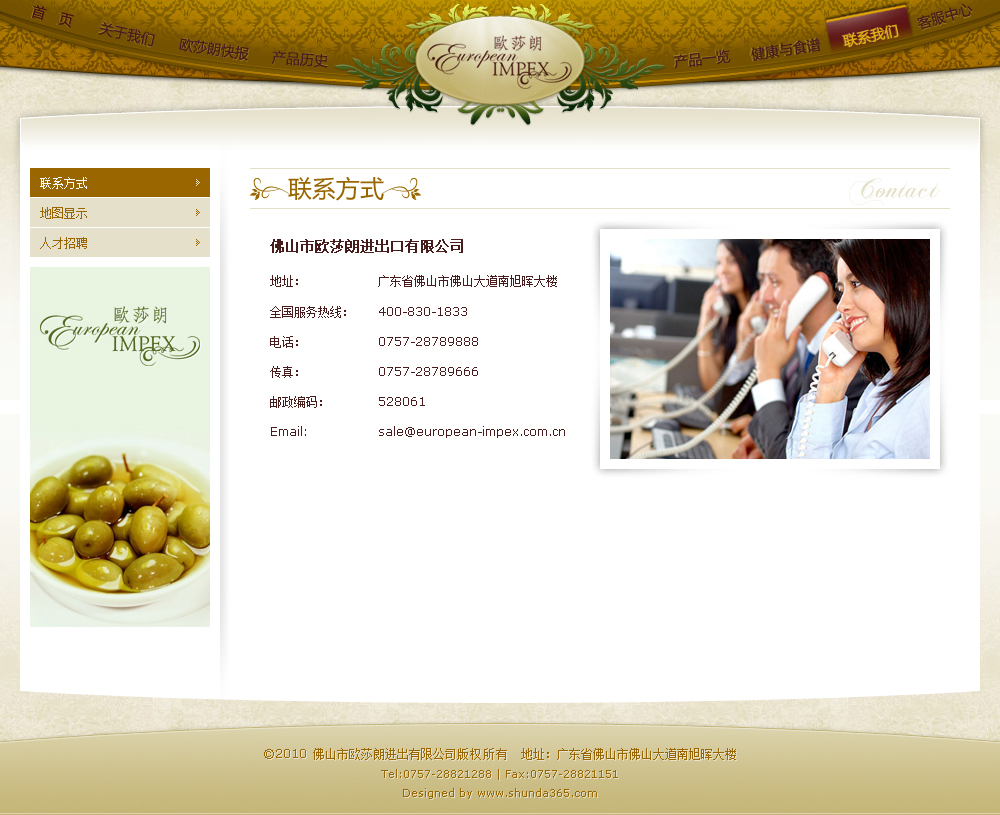 首 页
关于我们
欧莎朗快报
产品历史
歐莎朗
European
IMPEX
产品一览
健康与食谱
联系我们
客服中心
联系方式
地图显示
人才招聘
歐莎朗
European
IMPEX
联系方式
Contact
佛山市欧莎朗进出口有限公司
地址： 广东省佛山市佛山大道南旭晖大楼
全国服务热线： 400-830-1833
电话： 0757-28789888
传真： 0757-28789666
邮政编码： 528061
Email: sale@european-impex.com.cn
©2010 佛山市欧莎朗进出有限公司版权所有 地址：广东省佛山市佛山大道南旭晖大楼
Tel:0757-28821288 | Fax:0757-28821151
Designed by www.shunda365.com